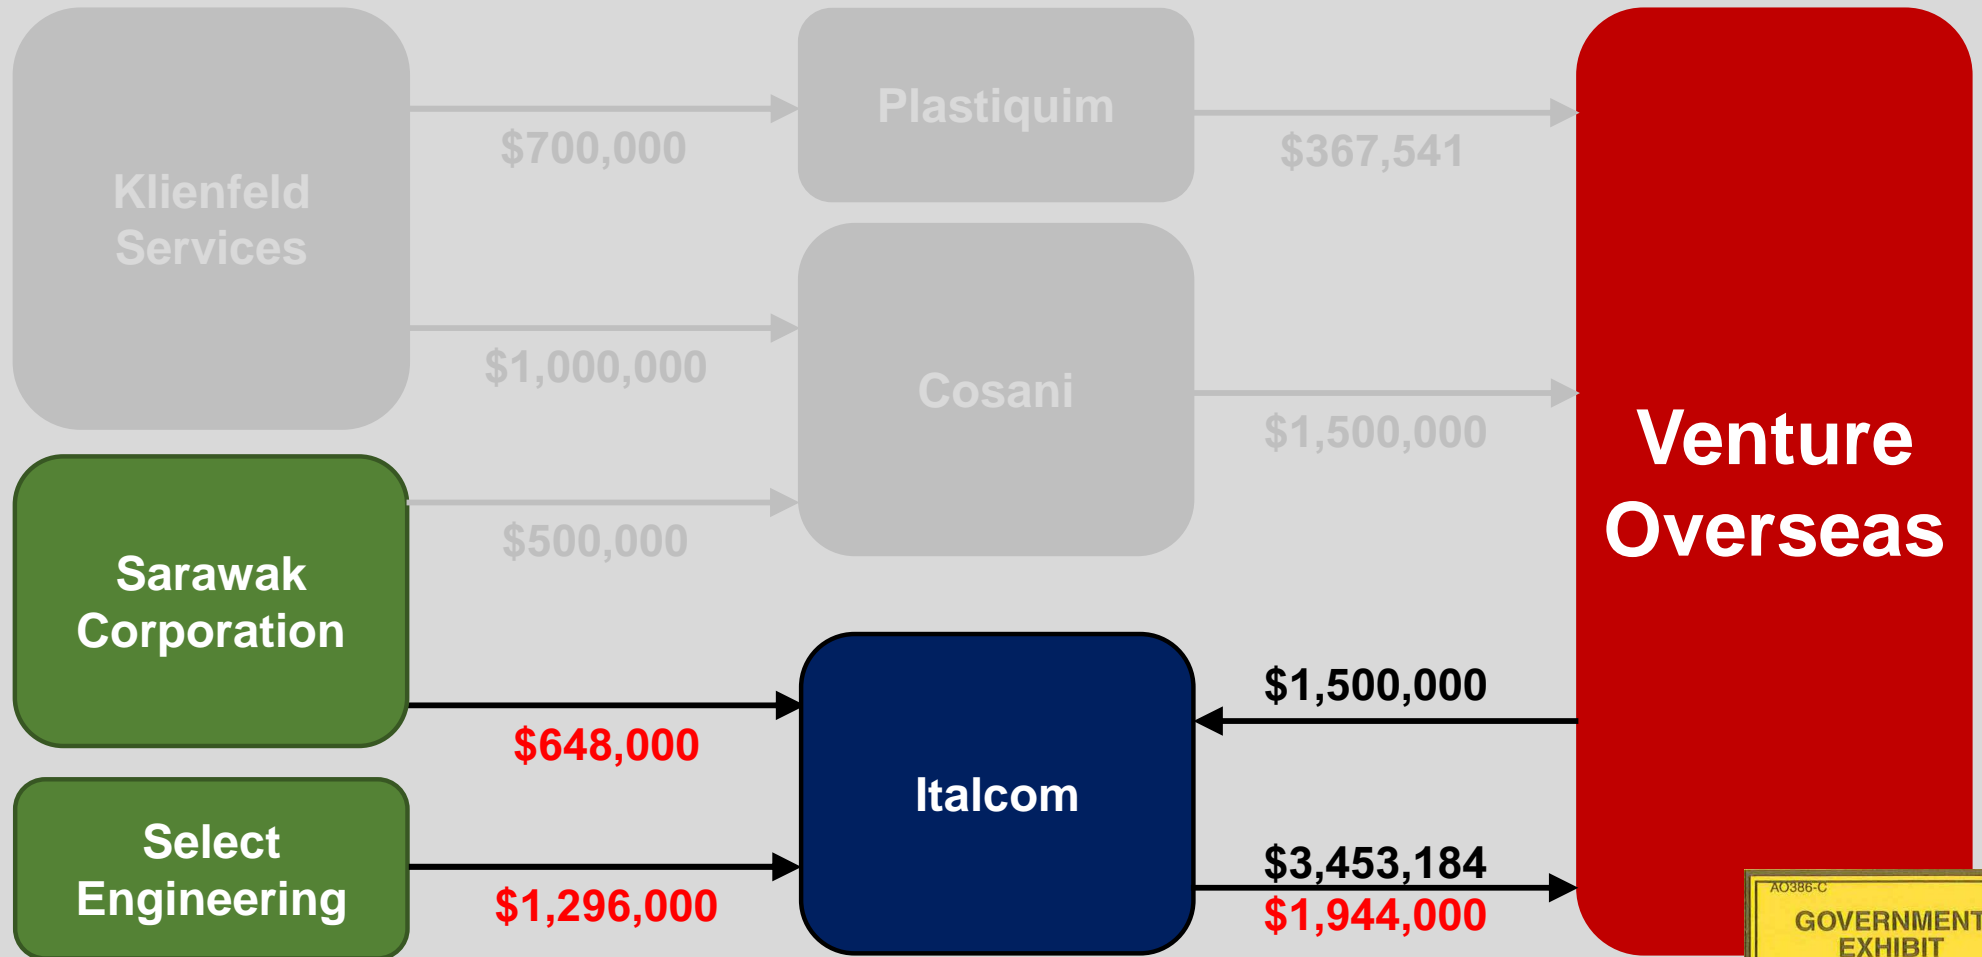 Klienfeld
Services
$700,000
Plastiquim
$367,541
$1,000,000
Cosani
$1,500,000
Venture
Overseas
Sarawak
Corporation
$500,000
$648,000
Italcom
$1,500,000
Select
Engineering
$1,296,000
$3,453,184
$1,944,000
AO386-C
GOVERNMENT
EXHIBIT